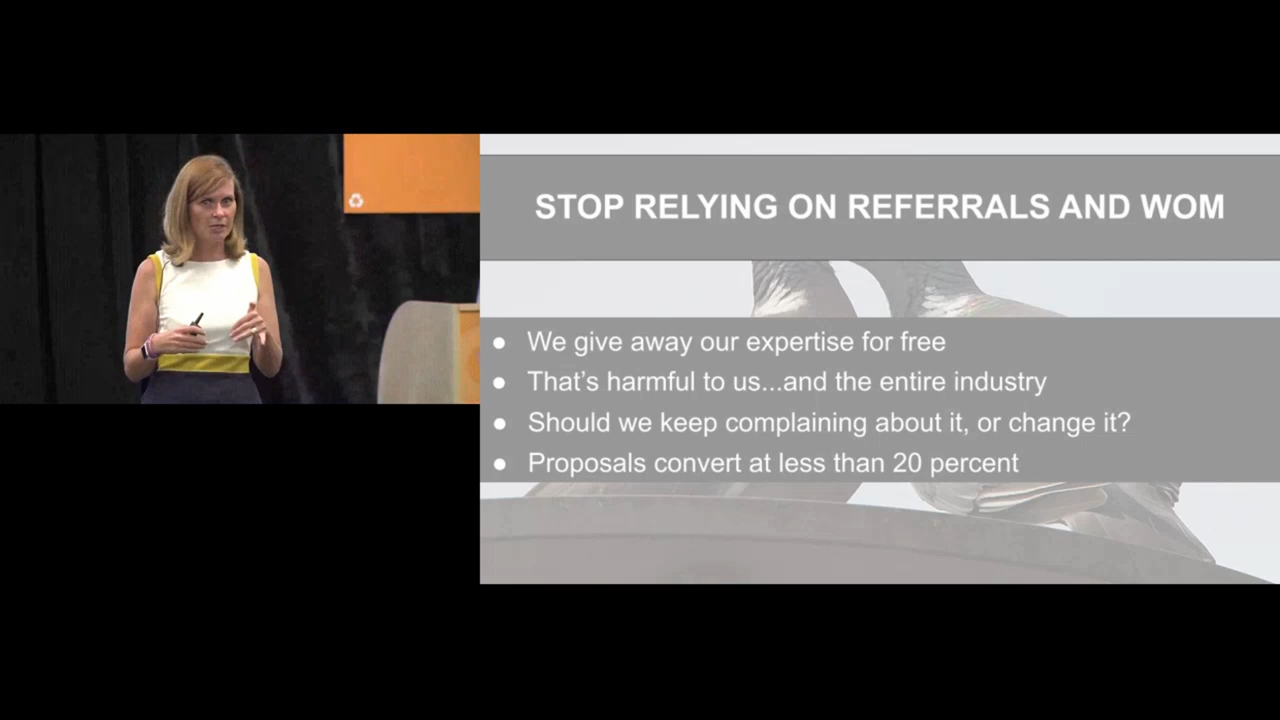 STOP RELYING ON REFERRALS AND WOM
● We give away our expertise for free
● That's harmful to us...and the entire industry
● Should we keep complaining about it, or change it?
● Proposals convert at less than 20 percent